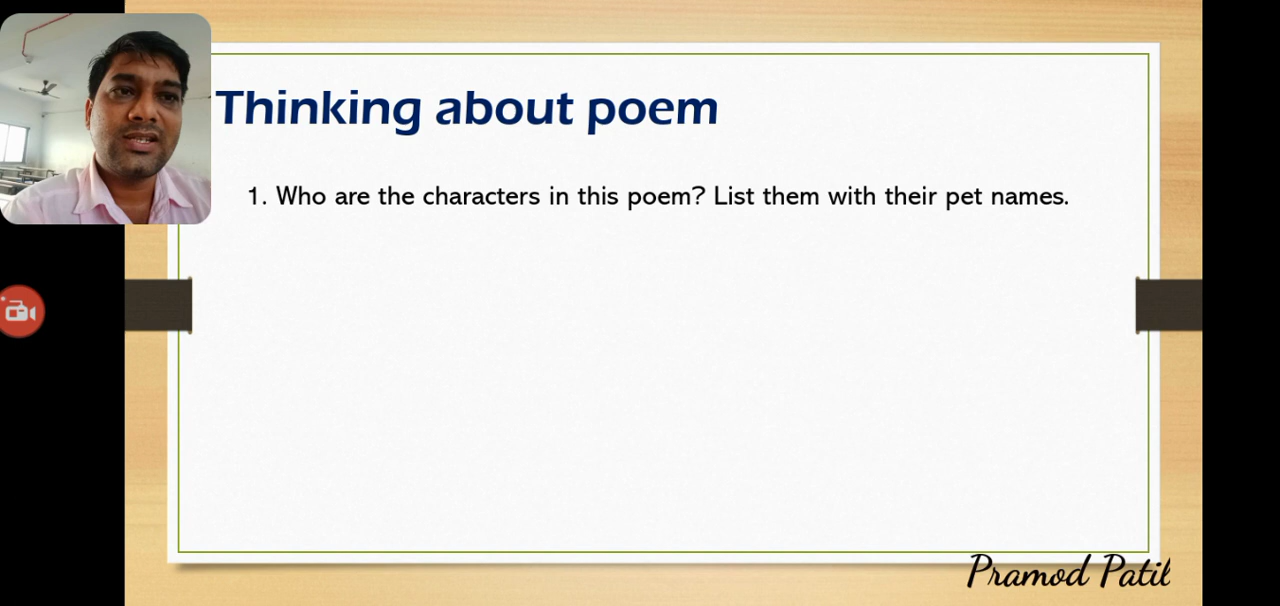 Thinking about poem
1. Who are the characters in this poem? List them with their pet names.
Pramod Patil